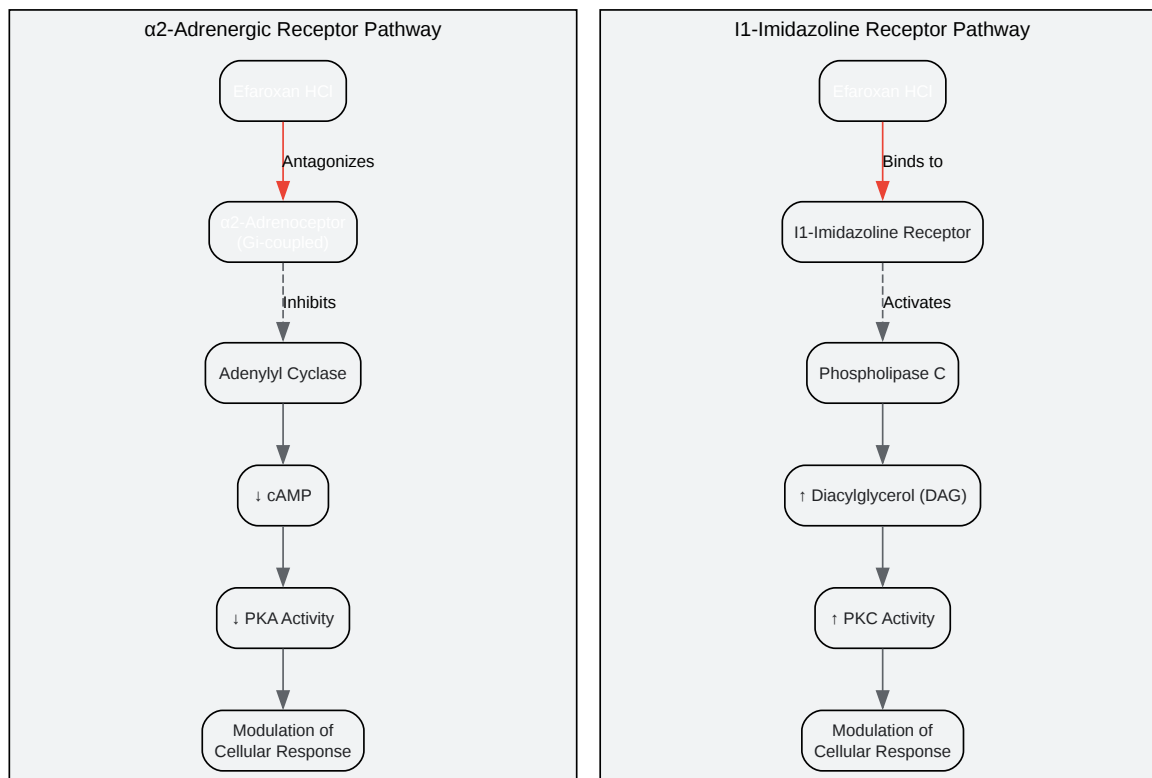 α2-Adrenergic Receptor Pathway
Efaroxan HCl
Antagonizes
α2-Adrenoceptor
(Gi-coupled)
Inhibits
Adenylyl Cyclase
↓ cAMP
↓ PKA Activity
Modulation of
Cellular Response
I1-Imidazoline Receptor Pathway
Efaroxan HCl
Binds to
I1-Imidazoline Receptor
Activates
Phospholipase C
↑ Diacylglycerol (DAG)
↑ PKC Activity
Modulation of
Cellular Response